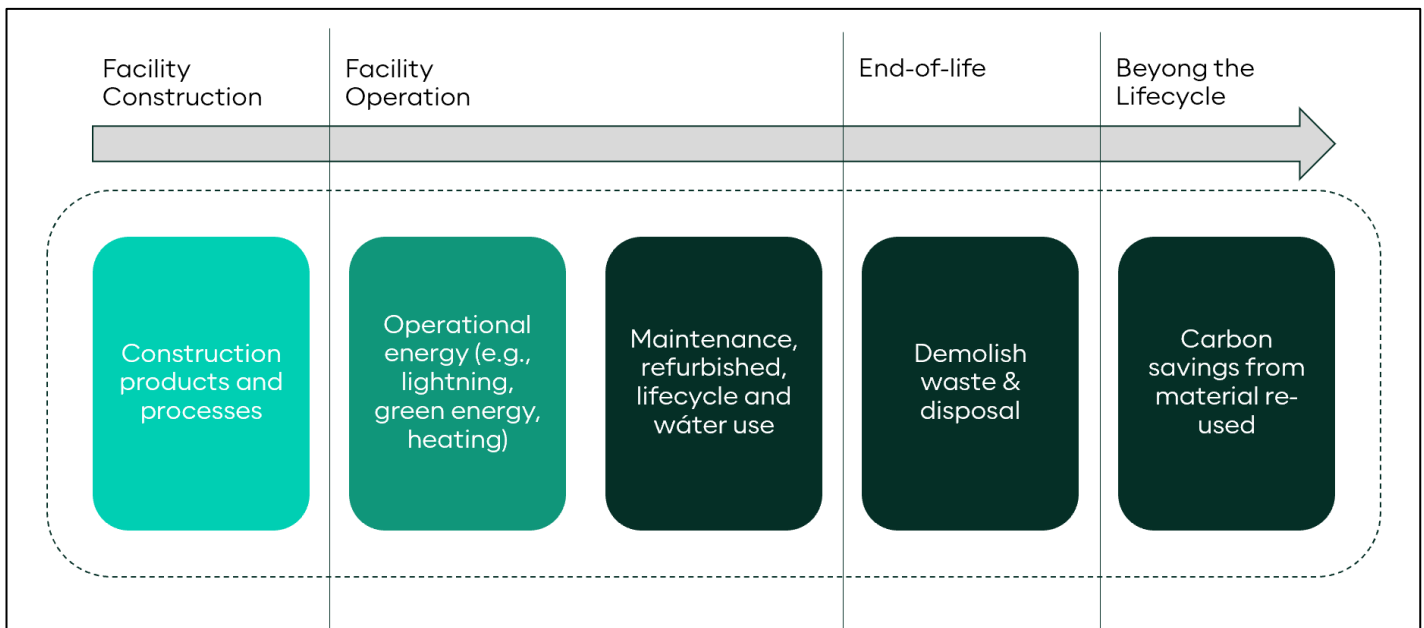 Facility
Construction
Facility
Operation
End-of-life
Beyong the
Lifecycle
Construction
products and
processes
Operational
energy (e.g.,
lightning,
green energy,
heating)
Maintenance,
refurbished,
lifecycle and
wáter use
Demolish
waste &
disposal
Carbon
savings from
material re-
used